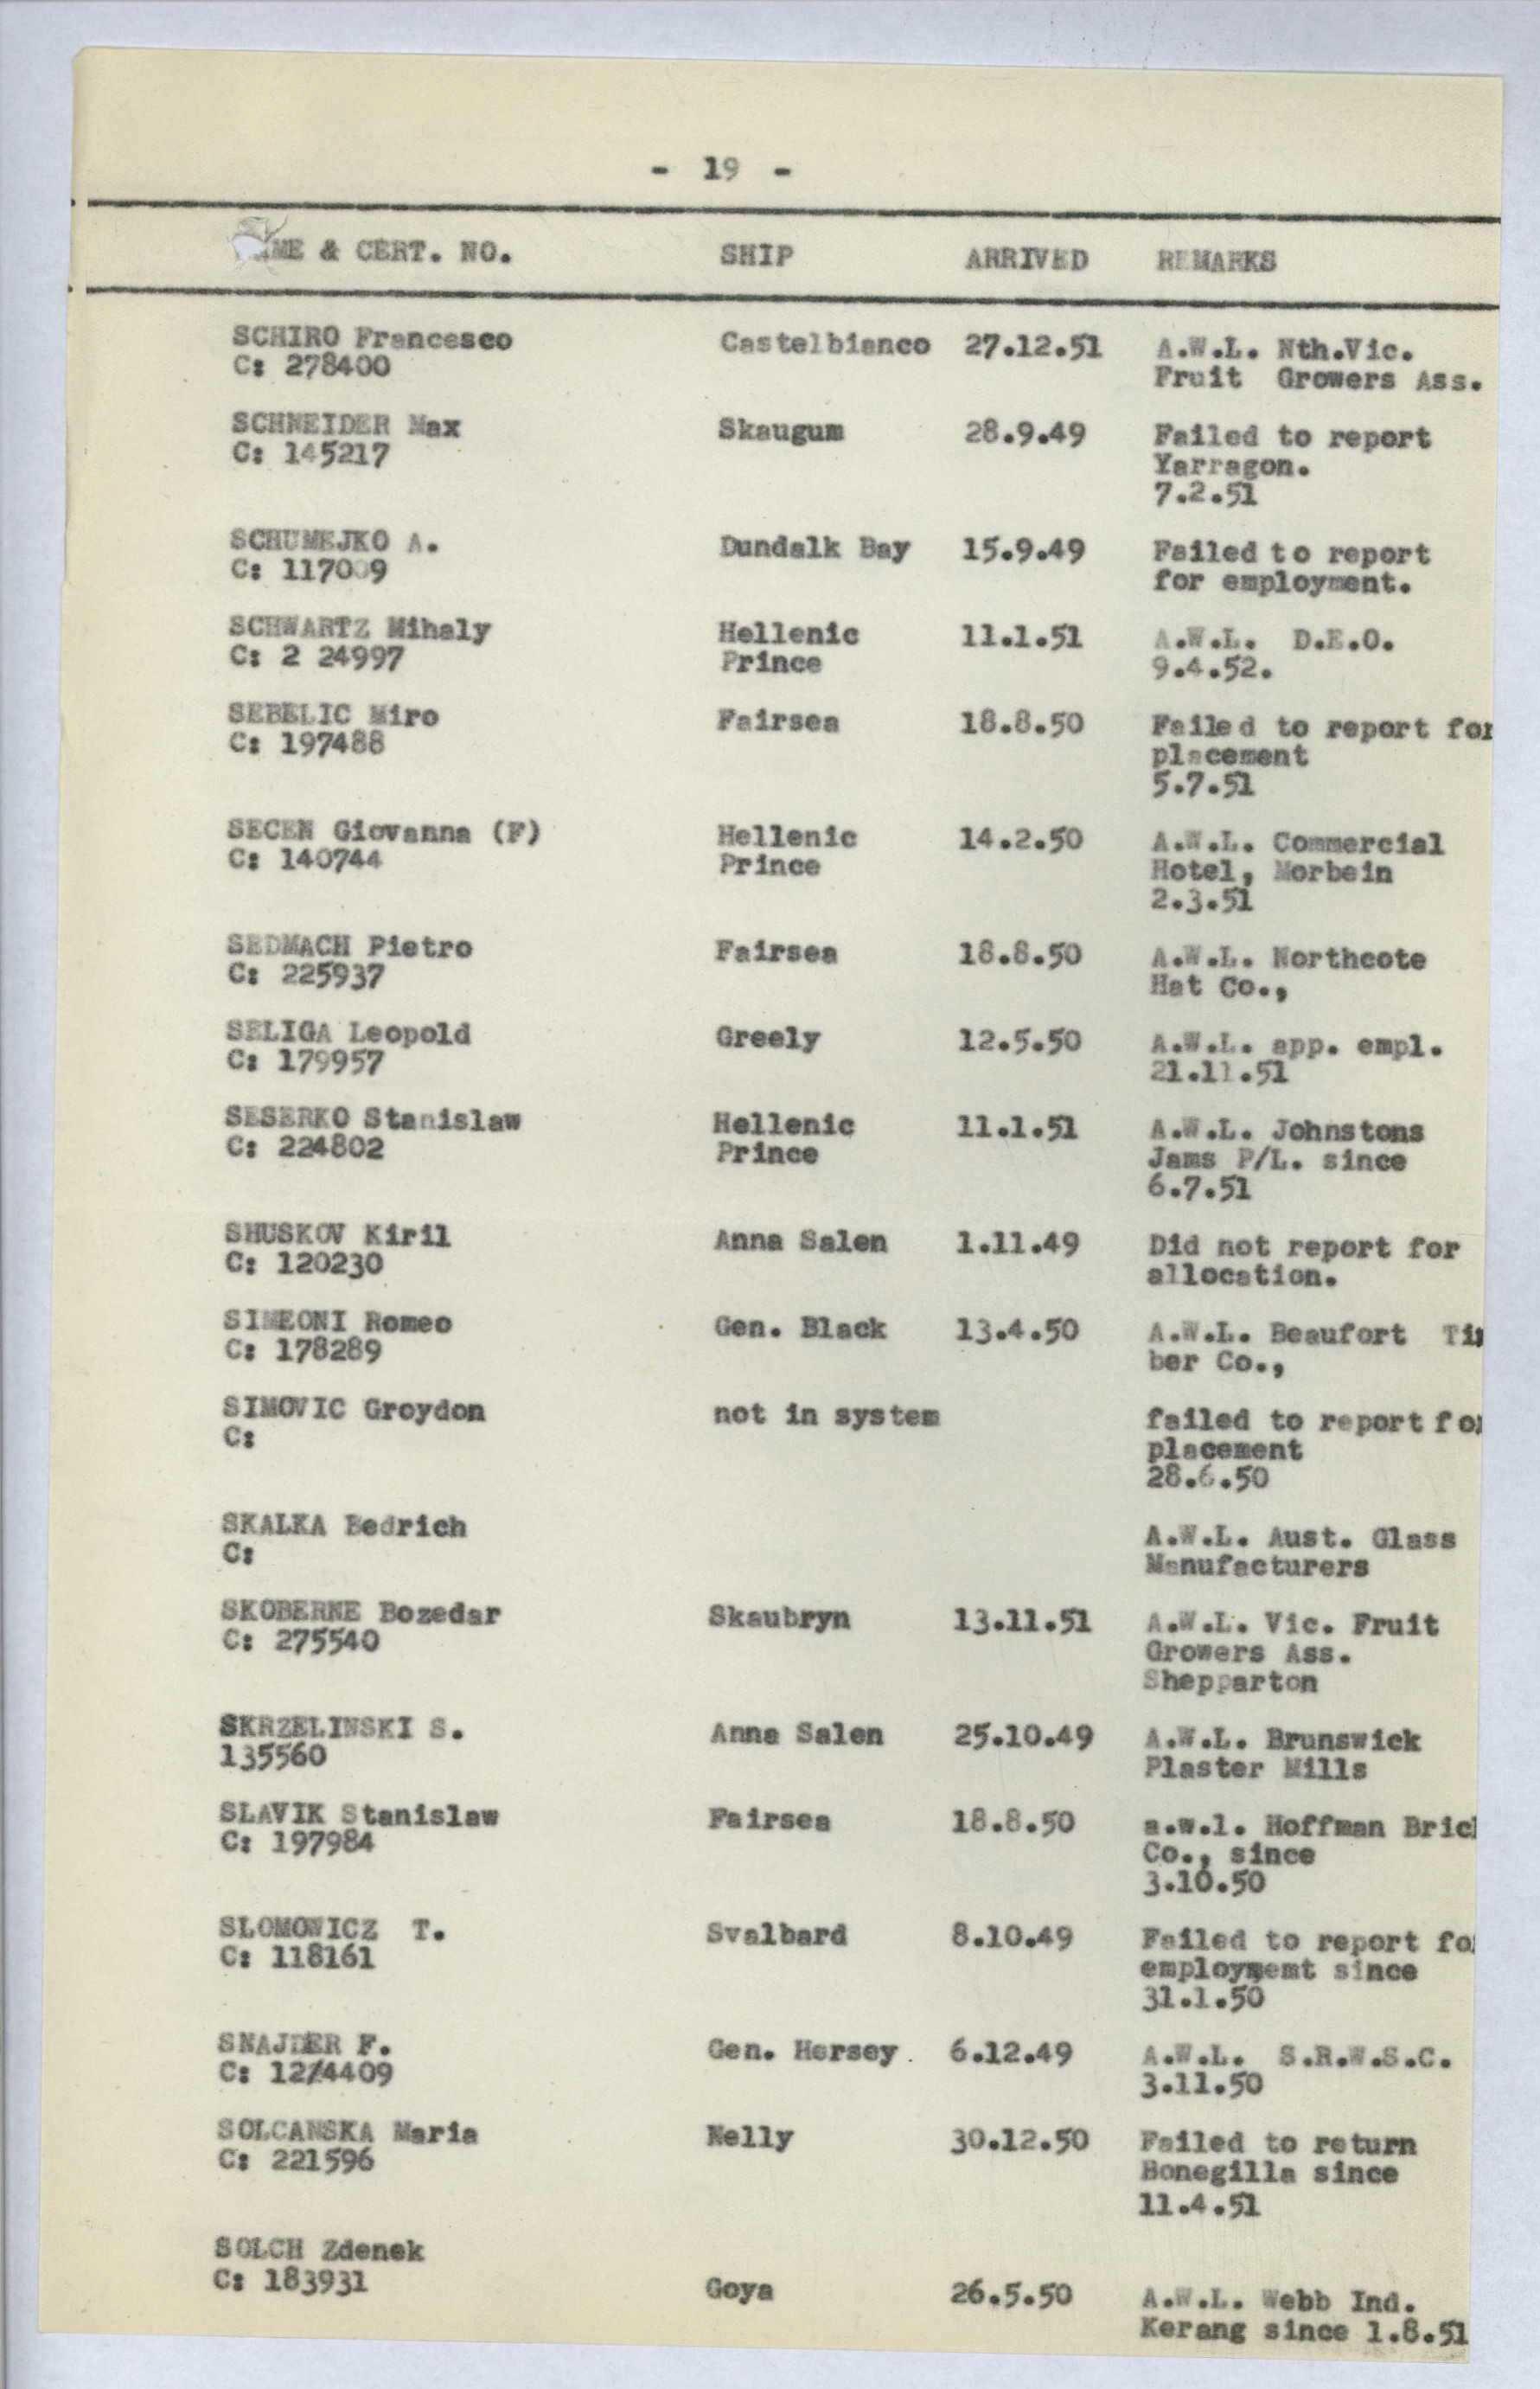 - 19 -
ME & CERT. NO. SHIP ARRIVED REMARKS
SCHIRO Francesco Castelbianco 27.12.51 A.W.L. Nth.Vic.
C: 278400 Fruit Growers Ass.
SCHNEIDER Max Skaugum 28.9.49 Failed to report
C: 145217 Yarragon.
7.2.51
SCHUMEJKO A. Dundalk Bay 15.9.49 Failed to report
C: 117009 for employment.
SCHWARTZ Mihaly Hellenic 11.1.51 A.W.L. D.E.O.
C: 2 24997 Prince 9.4.52.
SEBELIC Miro Fairsea 18.8.50 Failed to report for
C: 197488 placement
5.7.51
SECEN Giovanna (F) Hellenic 14.2.50 A.W.L. Commercial
C: 140744 Prince Hotel, Morbein
2.3.51
SEDMACH Pietro Fairsea 18.8.50 A.W.L. Northcote
C: 225937 Hat Co.,
SELIGA Leopold Greely 12.5.50 A.W.L. app. empl.
C: 179957 21.11.51
SESERKO Stanislaw Hellenic 11.1.51 A.W.L. Johnstons
C: 224802 Prince Jams P/L. since
6.7.51
SHUSKOV Kiril Anna Salen 1.11.49 Did not report for
C: 120230 allocation.
SIMEONI Romeo Gen. Black 13.4.50 A.W.L. Beaufort Tim
C: 178289 ber Co.,
SIMOVIC Groydon not in system failed to report for
C: placement
28.6.50
SKALKA Bedrich A.W.L. Aust. Glass
C: Manufacturers
SKOBERNE Bozedar Skaubryn 13.11.51 A.W.L. Vic. Fruit
C: 275540 Growers Ass.
Shepparton
SKRZELINSKI S. Anna Salen 25.10.49 A.W.L. Brunswick
135560 Plaster Mills
SLAVIK Stanislaw Fairsea 18.8.50 a.w.l. Hoffman Bric
C: 197984 Co., since
3.10.50
SLOMOWICZ T. Svalbard 8.10.49 Failed to report for
C: 118161 employmemt since
31.1.50
SNAJDER F. Gen. Hersey 6.12.49 A.W.L. S.R.W.S.C.
C: 12/4409 3.11.50
SOLCANSKA Maria Nelly 30.12.50 Failed to return
C: 221596 Bonegilla since
11.4.51
SOLCH Zdenek
C: 183931 Goya 26.5.50 A.W.L. Webb Ind.
Kerang since 1.8.51